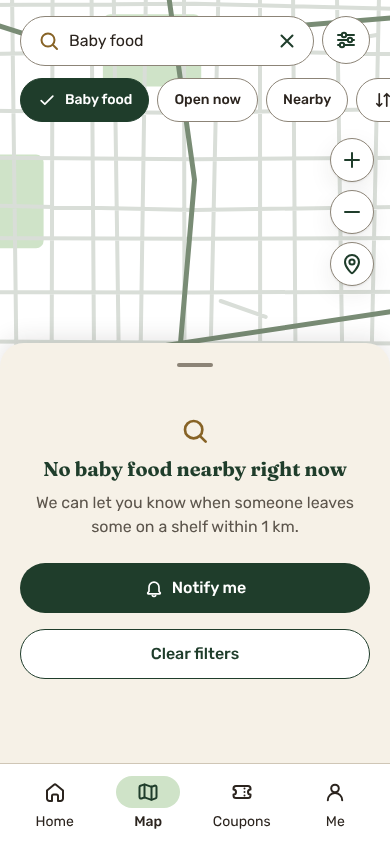 Baby food
Baby food
Open now
Nearby
No baby food nearby right now
We can let you know when someone leaves
some on a shelf within 1 km.
Notify me
Clear filters
Home
Map
Coupons
Me